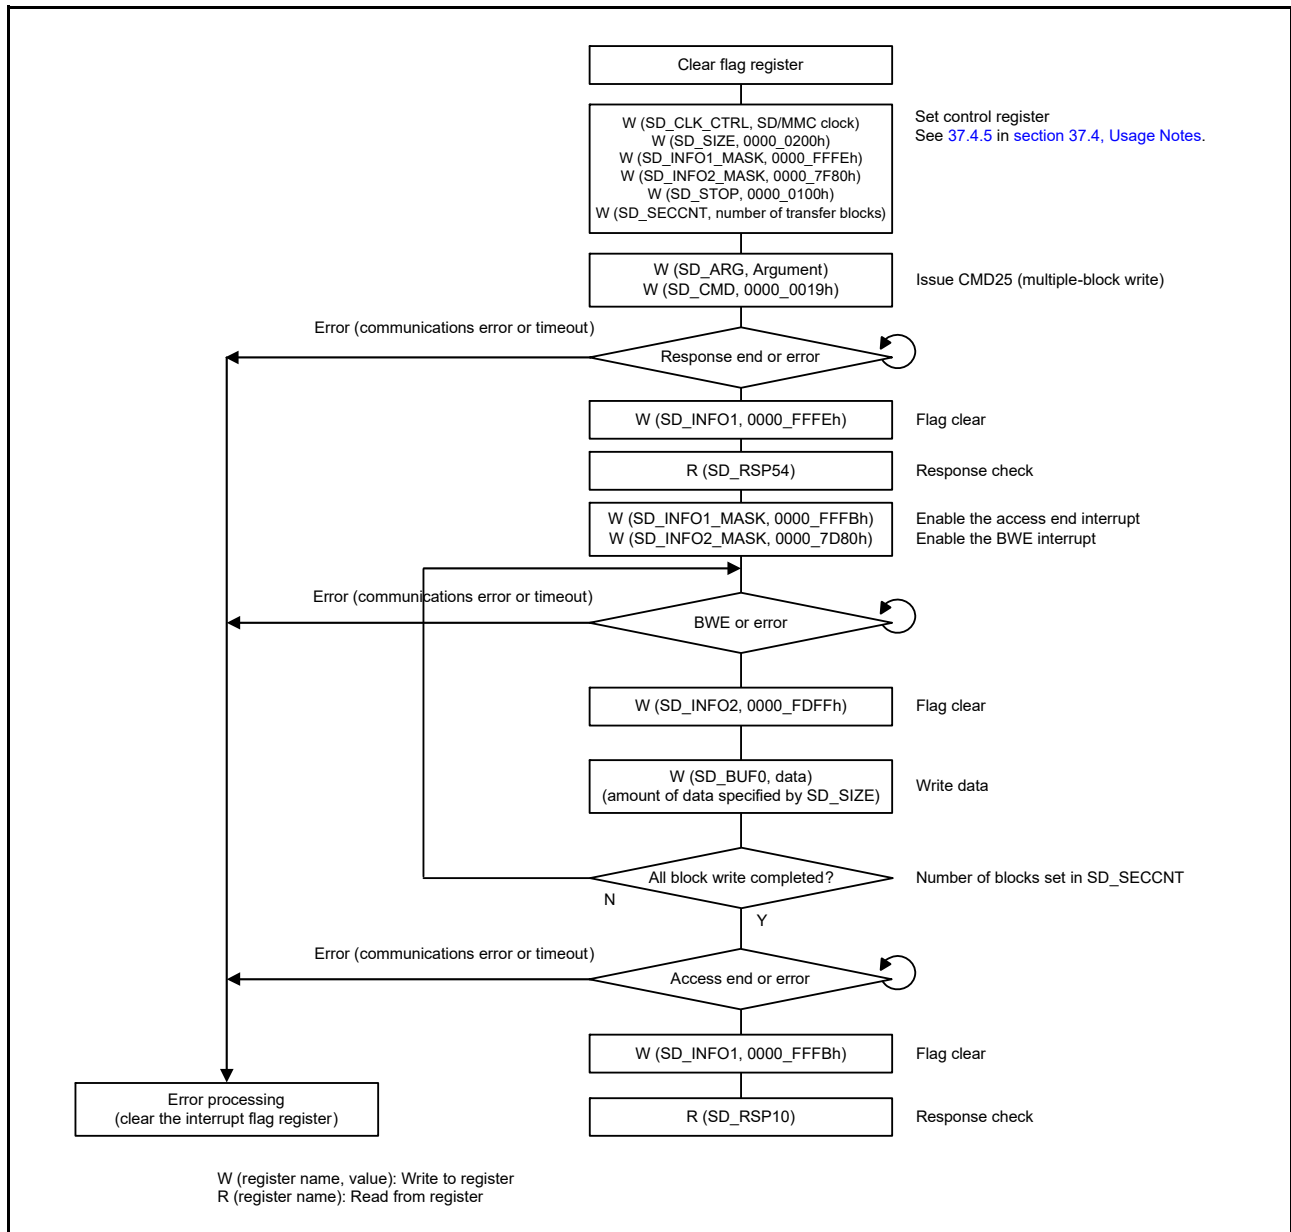 Clear flag register
W (SD_CLK_CTRL, SD/MMC clock)
W (SD_SIZE, 0000_0200h)
W (SD_INFO1_MASK, 0000_FFFEh)
W (SD_INFO2_MASK, 0000_7F80h)
W (SD_STOP, 0000_0100h)
W (SD_SECCNT, number of transfer blocks)
Set control register
See 37.4.5 in section 37.4, Usage Notes.
W (SD_ARG, Argument)
W (SD_CMD, 0000_0019h)
Issue CMD25 (multiple-block write)
Error (communications error or timeout)
Response end or error
W (SD_INFO1, 0000_FFFEh)
Flag clear
R (SD_RSP54)
Response check
W (SD_INFO1_MASK, 0000_FFFBh)
W (SD_INFO2_MASK, 0000_7D80h)
Enable the access end interrupt
Enable the BWE interrupt
Error (communications error or timeout)
BWE or error
W (SD_INFO2, 0000_FDFFh)
Flag clear
W (SD_BUF0, data)
(amount of data specified by SD_SIZE)
Write data
All block write completed?
Number of blocks set in SD_SECCNT
N
Y
Error (communications error or timeout)
Access end or error
W (SD_INFO1, 0000_FFFBh)
Flag clear
Error processing
(clear the interrupt flag register)
R (SD_RSP10)
Response check
W (register name, value): Write to register
R (register name): Read from register